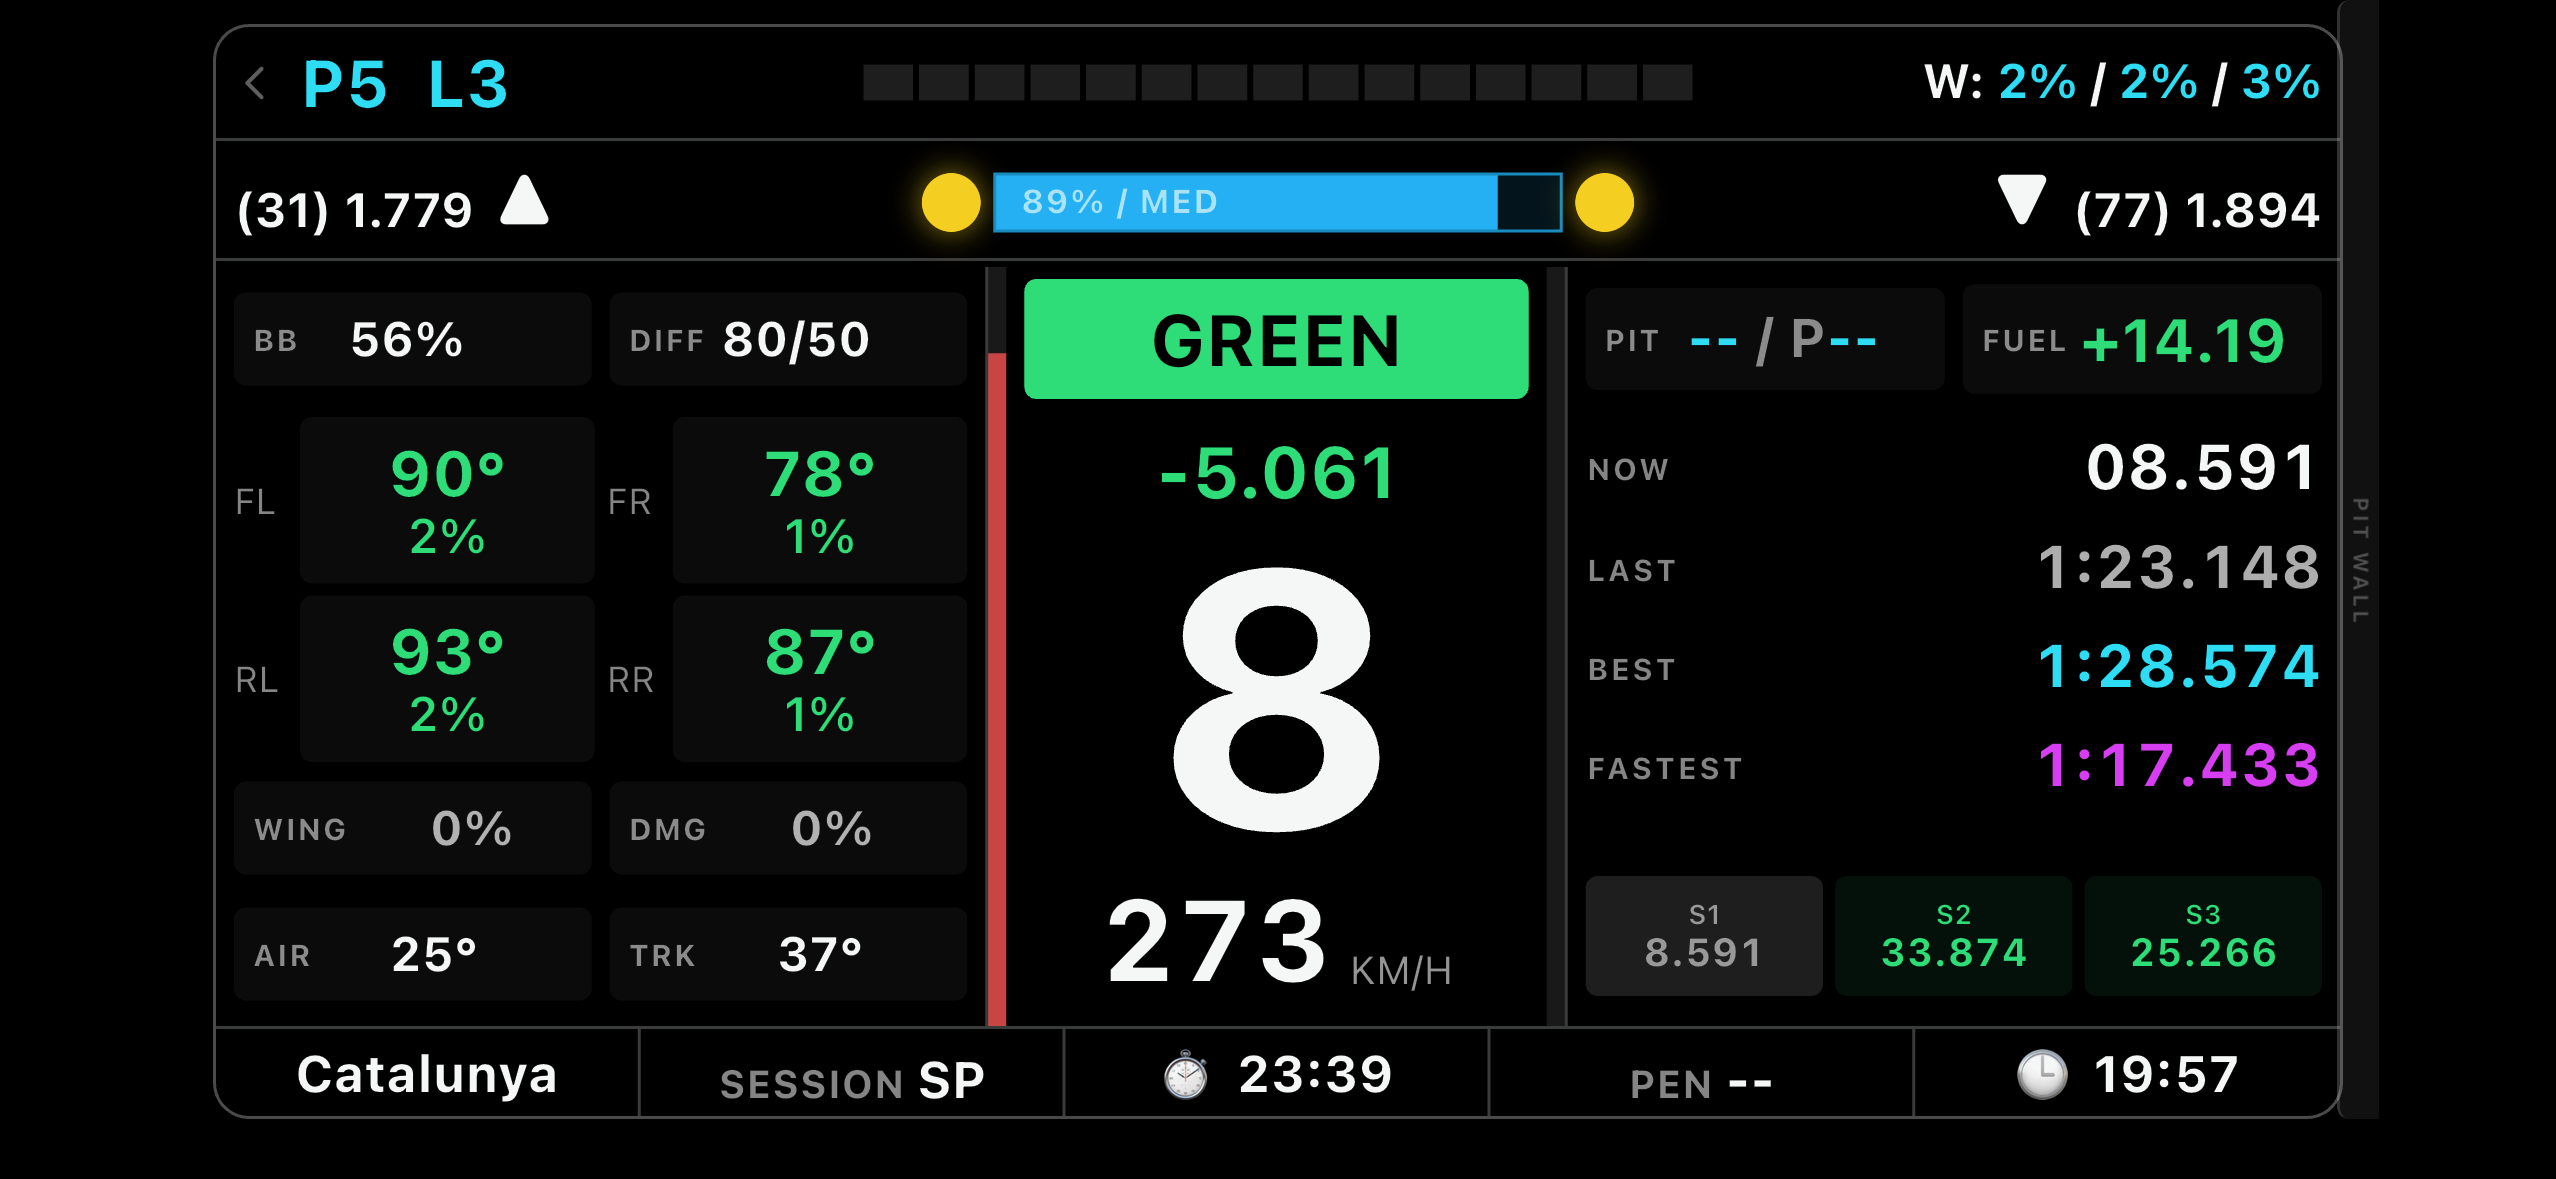 P5 L3
W: 2% / 2% / 3%
(31) 1.779
89% / MED
(77) 1.894
BB 56%
DIFF 80/50
FL 90° 2%
FR 78° 1%
RL 93° 2%
RR 87° 1%
WING 0%
DMG 0%
AIR 25°
TRK 37°
GREEN
-5.061
8
273 KM/H
PIT -- / P--
FUEL +14.19
NOW 08.591
LAST 1:23.148
BEST 1:28.574
FASTEST 1:17.433
S1 8.591
S2 33.874
S3 25.266
PIT WALL
Catalunya
SESSION SP
23:39
PEN --
19:57